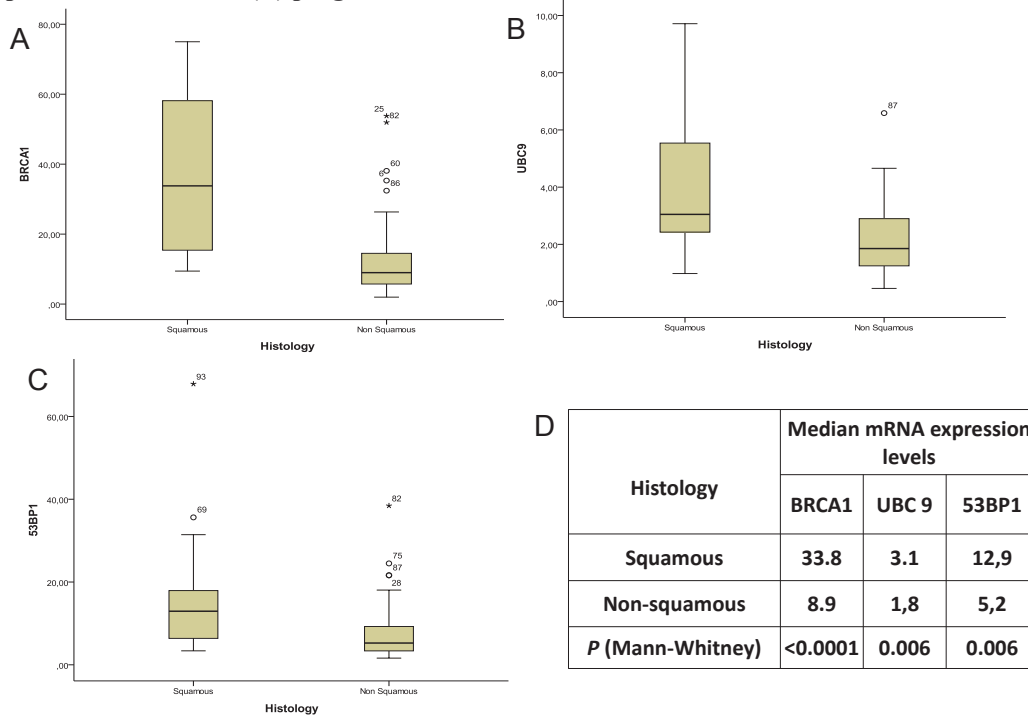 A
80,00
60,00
40,00
20,00
,00
BRCA1
25
82
60
6
86
Squamous
Non Squamous
Histology
B
10,00
8,00
6,00
4,00
2,00
,00
UBC9
87
Squamous
Non Squamous
Histology
C
60,00
40,00
20,00
,00
53BP1
93
69
82
75
87
28
Squamous
Non Squamous
Histology
D
Histology
Median mRNA expression
levels
BRCA1 UBC 9 53BP1
Squamous 33.8 3.1 12,9
Non-squamous 8.9 1,8 5,2
P (Mann-Whitney) <0.0001 0.006 0.006